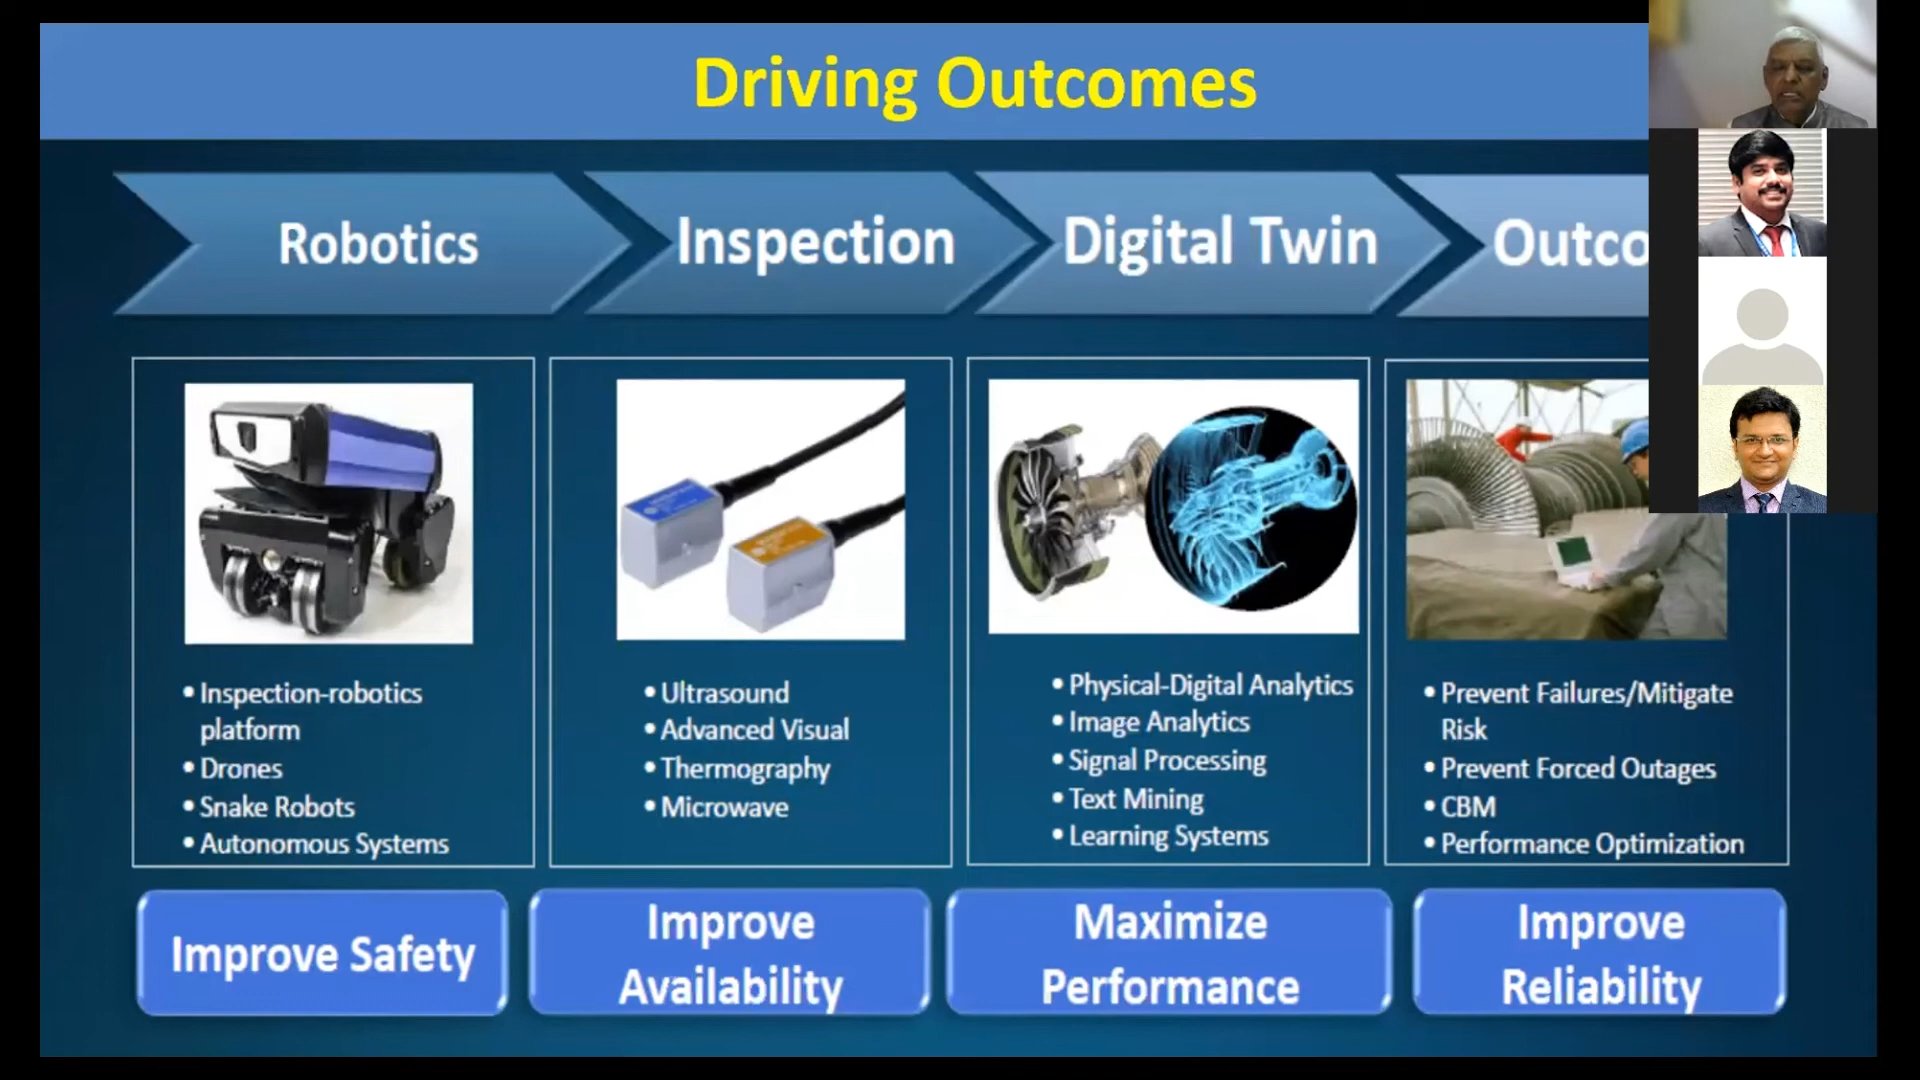 Driving Outcomes
Robotics
Inspection
Digital Twin
Outco
• Inspection-robotics
platform
• Drones
• Snake Robots
• Autonomous Systems
• Ultrasound
• Advanced Visual
• Thermography
• Microwave
• Physical-Digital Analytics
• Image Analytics
• Signal Processing
• Text Mining
• Learning Systems
• Prevent Failures/Mitigate
Risk
• Prevent Forced Outages
• CBM
• Performance Optimization
Improve Safety
Improve
Availability
Maximize
Performance
Improve
Reliability